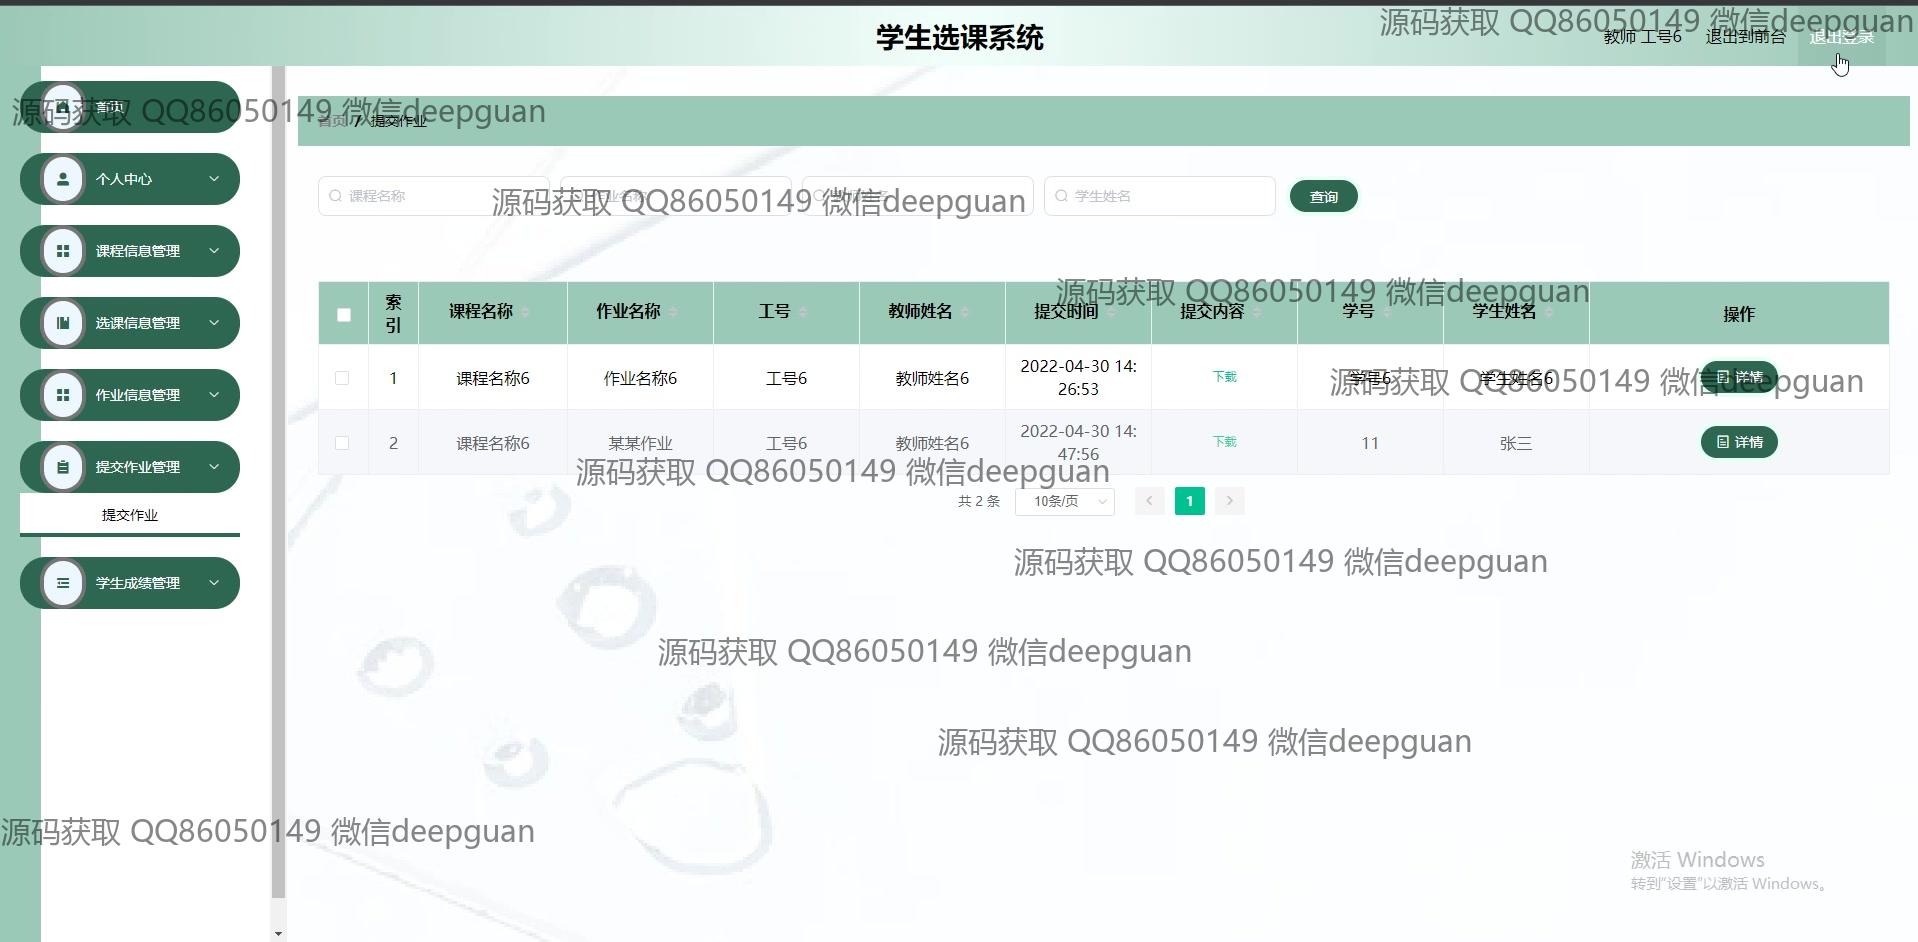 学生选课系统
源码获取 QQ86050149 微信deepguan
教师 工号6 退出到前台 退出登录
首页
源码获取 QQ86050149 微信deepguan
首页 / 提交作业
个人中心
课程名称 作业名称 教师姓名 学生姓名 查询
源码获取 QQ86050149 微信deepguan
课程信息管理
源码获取 QQ86050149 微信deepguan
索引 课程名称 作业名称 工号 教师姓名 提交时间 提交内容 学号 学生姓名 操作
选课信息管理
1 课程名称6 作业名称6 工号6 教师姓名6 2022-04-30 14:26:53 下载 学号6 学生姓名6 详情
源码获取 QQ86050149 微信deepguan
作业信息管理
2 课程名称6 某某作业 工号6 教师姓名6 2022-04-30 14:47:56 下载 11 张三 详情
源码获取 QQ86050149 微信deepguan
提交作业管理
共 2 条 10条/页 1
提交作业
源码获取 QQ86050149 微信deepguan
学生成绩管理
源码获取 QQ86050149 微信deepguan
源码获取 QQ86050149 微信deepguan
源码获取 QQ86050149 微信deepguan
激活 Windows
转到"设置"以激活 Windows。